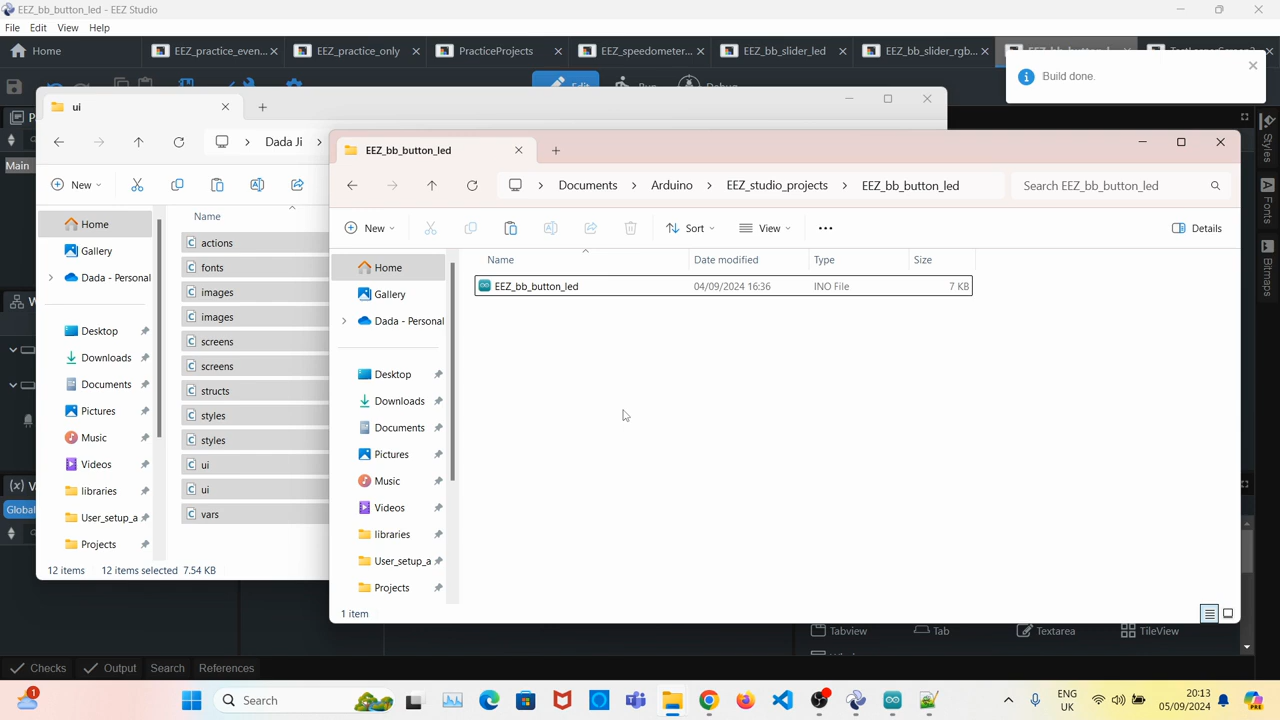 EEZ_bb_button_led - EEZ Studio
File Edit View Help
Home EEZ_practice_even... EEZ_practice_only PracticeProjects EEZ_speedometer... EEZ_bb_slider_led EEZ_bb_slider_rgb...
Edit
Build done.
ui
Dada Ji
New
Main
Home
Gallery
Dada - Personal
Desktop
Downloads
Documents
Pictures
Music
Videos
libraries
User_setup_a
Projects
Name
actions
fonts
images
images
screens
screens
structs
styles
styles
ui
ui
vars
12 items 12 items selected 7.54 KB
EEZ_bb_button_led
Documents Arduino EEZ_studio_projects EEZ_bb_button_led
Search EEZ_bb_button_led
New Sort View Details
Home
Gallery
Dada - Personal
Desktop
Downloads
Documents
Pictures
Music
Videos
libraries
User_setup_a
Projects
Name Date modified Type Size
EEZ_bb_button_led 04/09/2024 16:36 INO File 7 KB
1 item
Styles
Fonts
Bitmaps
Global
Tabview Tab Textarea TileView
Checks Output Search References
1
Search
ENG
UK
20:13
05/09/2024
PRE